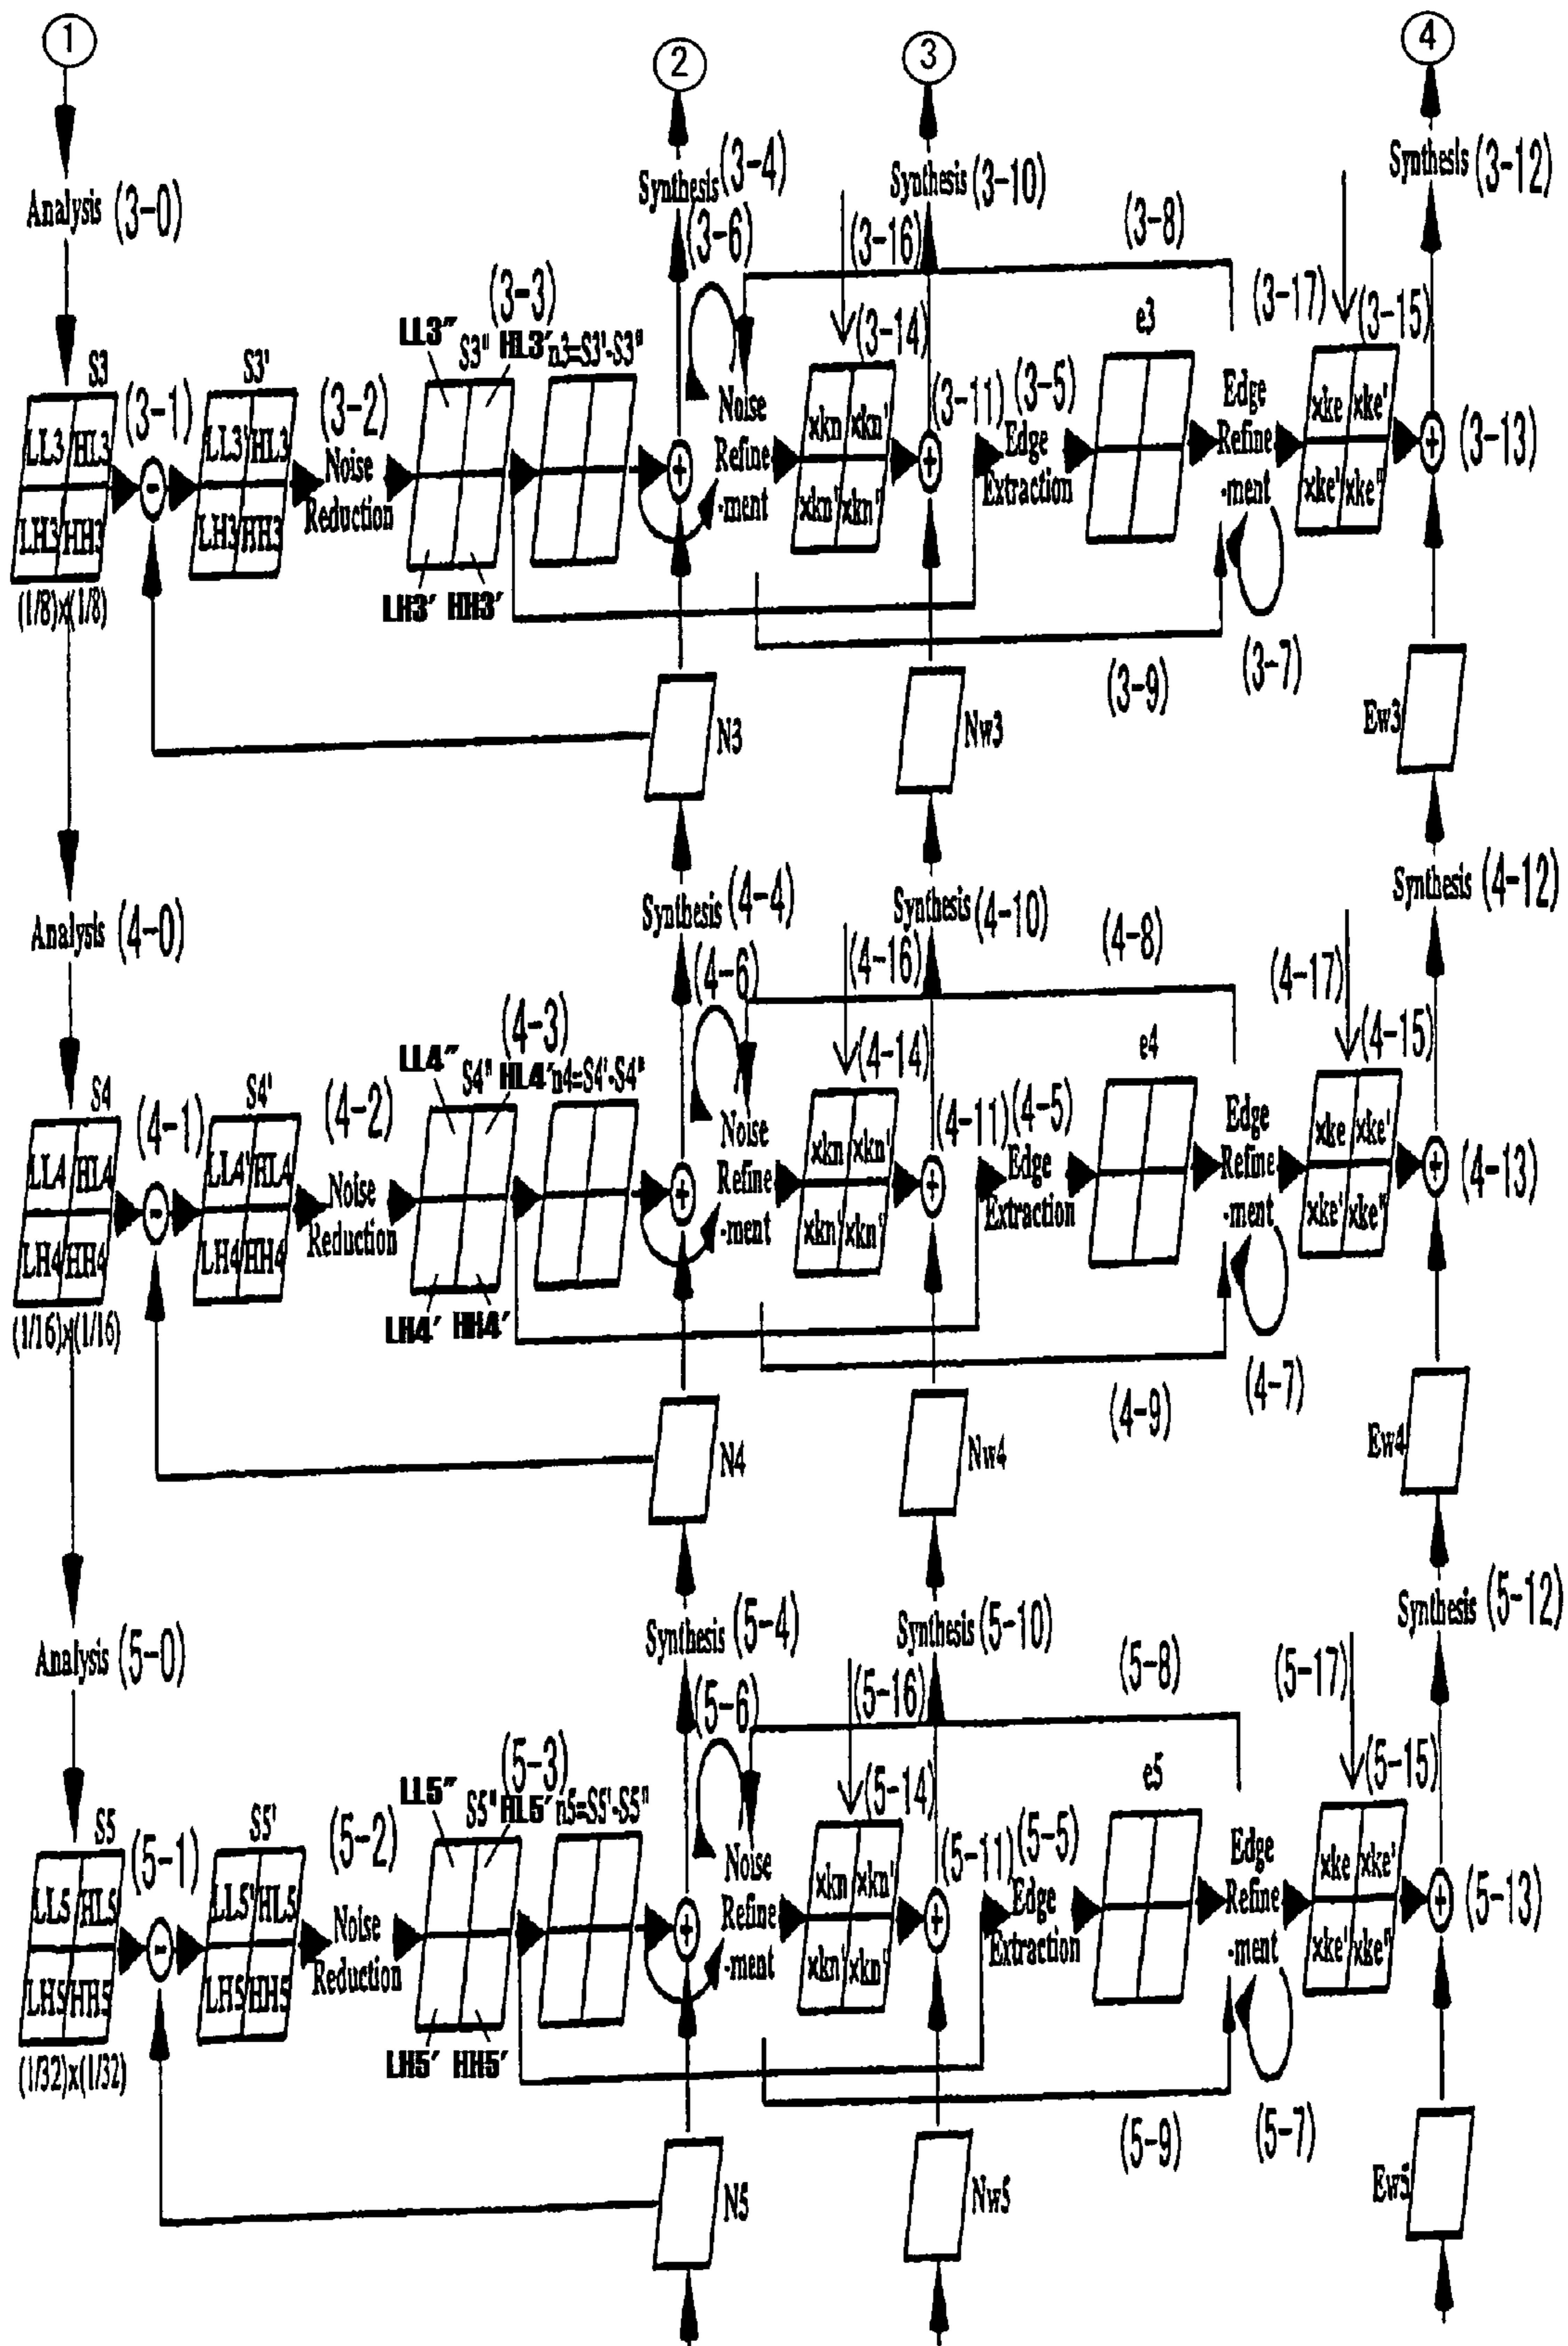 1
2
3
4
Analysis (3-0)
Synthesis (3-4)
Synthesis (3-10)
Synthesis (3-12)
(3-6)
(3-16)
(3-8)
(3-17)
(3-3)
(3-14)
(3-15)
S3
(3-1)
S3'
(3-2)
LL3"
S3"
HL3'
n3=S3'-S3"
e3
LL3
HL3
LH3
HH3
-
LL3'
HL3
LH3
HH3
Noise
Reduction
LH3'
HH3'
+
Noise
Refine
-ment
xkn
xkn'
xkn'
xkn'
+
(3-11)
(3-5)
Edge
Extraction
Edge
Refine
-ment
xke
xke'
xke'
xke"
+
(3-13)
(1/8)x(1/8)
(3-9)
(3-7)
N3
Nw3
Ew3
Analysis (4-0)
Synthesis (4-4)
Synthesis (4-10)
Synthesis (4-12)
(4-6)
(4-16)
(4-8)
(4-17)
(4-3)
(4-14)
(4-15)
S4
(4-1)
S4'
(4-2)
LL4"
S4"
HL4'
n4=S4'-S4"
e4
LL4
HL4
LH4
HH4
-
LL4'
HL4
LH4
HH4
Noise
Reduction
LH4'
HH4'
+
Noise
Refine
-ment
xkn
xkn'
xkn'
xkn'
+
(4-11)
(4-5)
Edge
Extraction
Edge
Refine
-ment
xke
xke'
xke'
xke"
+
(4-13)
(1/16)x(1/16)
(4-9)
(4-7)
N4
Nw4
Ew4
Analysis (5-0)
Synthesis (5-4)
Synthesis (5-10)
Synthesis (5-12)
(5-6)
(5-16)
(5-8)
(5-17)
(5-3)
(5-14)
(5-15)
S5
(5-1)
S5'
(5-2)
LL5"
S5"
HL5'
n5=S5'-S5"
e5
LL5
HL5
LH5
HH5
-
LL5'
HL5
LH5
HH5
Noise
Reduction
LH5'
HH5'
+
Noise
Refine
-ment
xkn
xkn'
xkn'
xkn'
+
(5-11)
(5-5)
Edge
Extraction
Edge
Refine
-ment
xke
xke'
xke'
xke"
+
(5-13)
(1/32)x(1/32)
(5-9)
(5-7)
N5
Nw5
Ew5